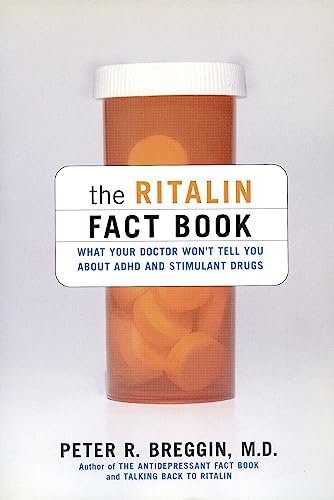 the RITALIN
FACT BOOK
WHAT YOUR DOCTOR WON'T TELL YOU
ABOUT ADHD AND STIMULANT DRUGS
PETER R. BREGGIN, M.D.
Author of THE ANTIDEPRESSANT FACT BOOK
and TALKING BACK TO RITALIN